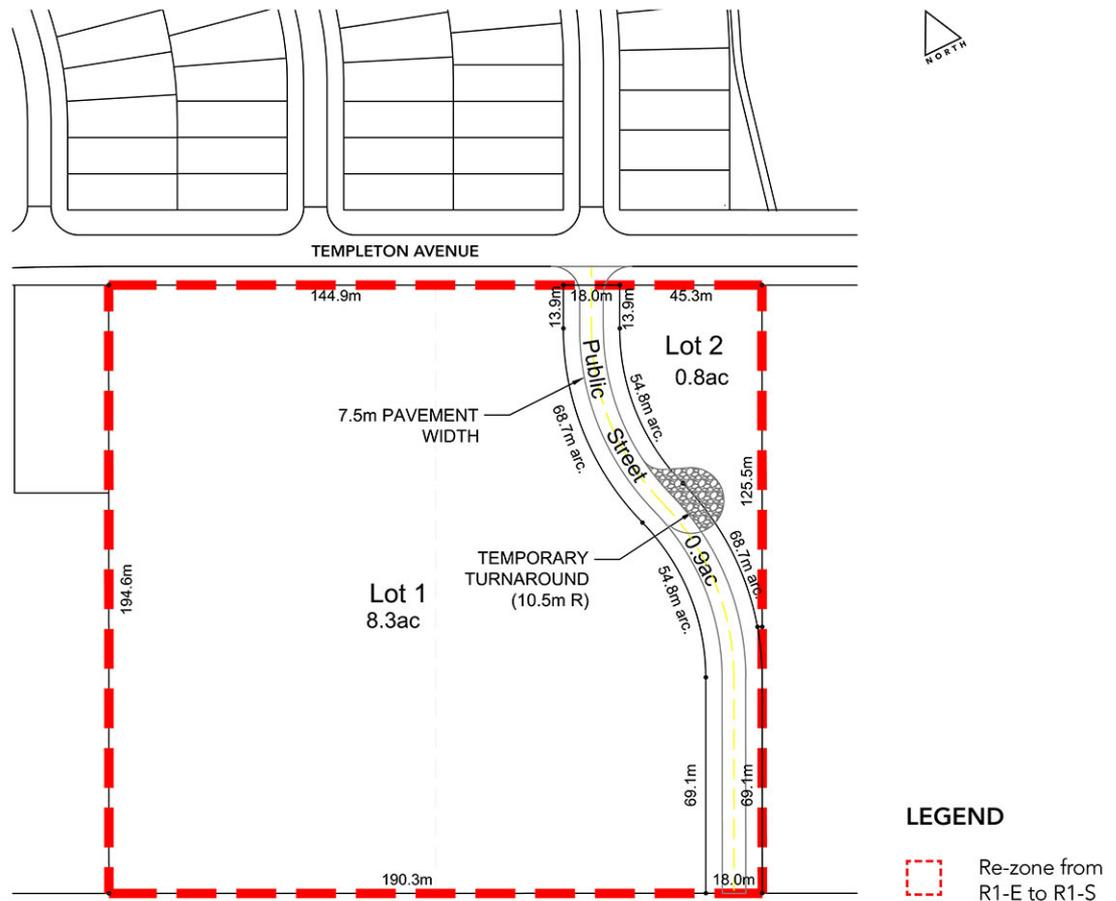 NORTH
TEMPLETON AVENUE
144.9m
18.0m
45.3m
13.9m
13.9m
Lot 2
0.8ac
Public Street
7.5m PAVEMENT
WIDTH
54.8m arc.
68.7m arc.
125.5m
TEMPORARY
TURNAROUND
(10.5m R)
0.9ac
68.7m arc.
54.8m arc.
194.6m
Lot 1
8.3ac
69.1m
69.1m
190.3m
18.0m
LEGEND
Re-zone from
R1-E to R1-S